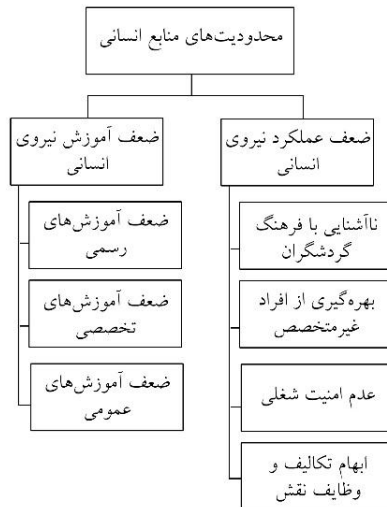 محدودیت‌های منابع انسانی
ضعف عملکرد نیروی
انسانی
ناآشنایی با فرهنگ
گردشگران
بهره‌گیری از افراد
غیرمتخصص
عدم امنیت شغلی
ابهام تکالیف و
وظایف نقش
ضعف آموزش نیروی
انسانی
ضعف آموزش‌های
رسمی
ضعف آموزش‌های
تخصصی
ضعف آموزش‌های
عمومی